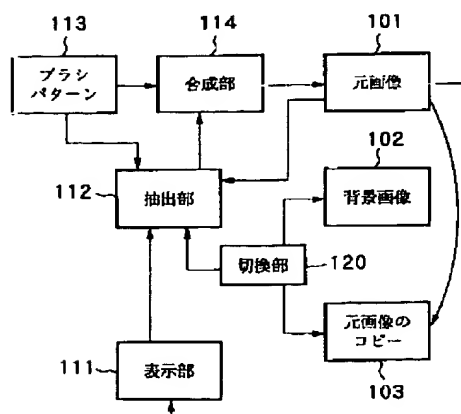 113
114
101
ブラシ
パターン
合成部
元画像
102
112
抽出部
背景画像
切換部
120
元画像の
コピー
111
表示部
103